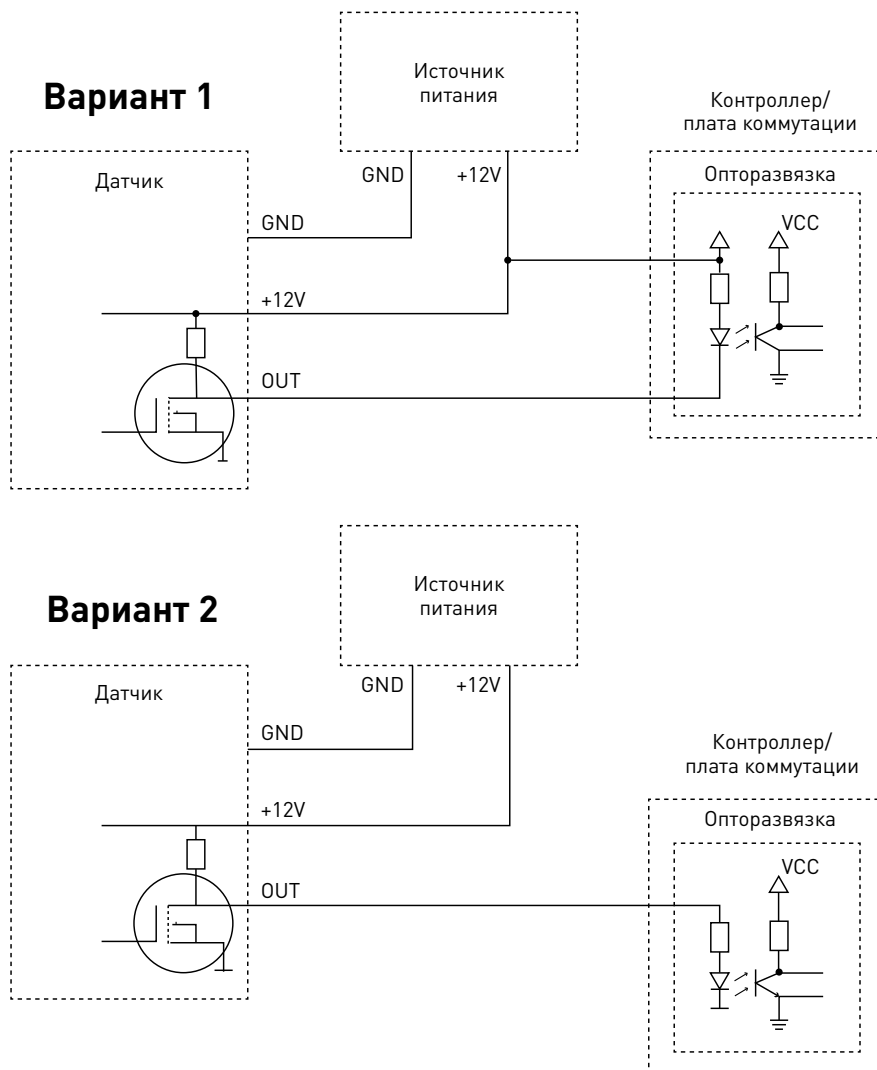 Вариант 1
Источник
питания
Контроллер/
плата коммутации
Датчик
GND
+12V
Опторазвязка
GND
VCC
+12V
OUT
Вариант 2
Источник
питания
Датчик
GND
+12V
GND
Контроллер/
плата коммутации
+12V
Опторазвязка
VCC
OUT